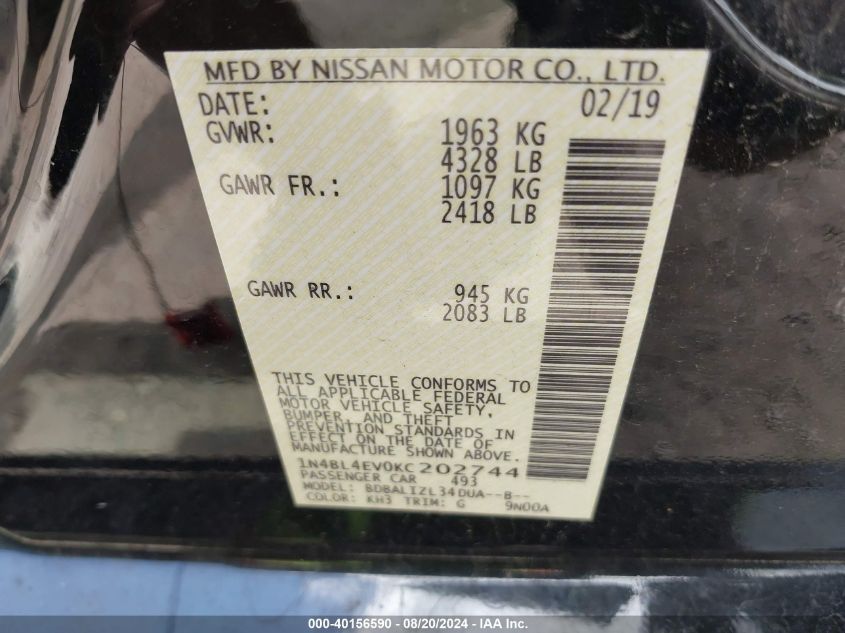 MFD BY NISSAN MOTOR CO., LTD.
DATE: 02/19
GVWR: 1963 KG
4328 LB
GAWR FR.: 1097 KG
2418 LB
GAWR RR.: 945 KG
2083 LB
THIS VEHICLE CONFORMS TO
ALL APPLICABLE FEDERAL
MOTOR VEHICLE SAFETY,
BUMPER, AND THEFT
PREVENTION STANDARDS IN
EFFECT ON THE DATE OF
MANUFACTURE SHOWN ABOVE.
1N4BL4EV0KC202744
PASSENGER CAR 493
MODEL: BDBALIZL34DUA--B--
COLOR: KH3 TRIM: G 9N00A
000-40156590 - 08/20/2024 - IAA Inc.